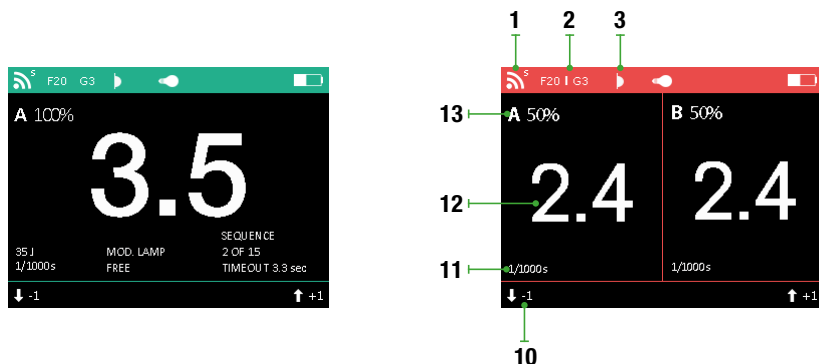 1 2 3
S F20 G3
A 100%
3.5
SEQUENCE
35 J MOD. LAMP 2 OF 15
1/1000 s FREE TIMEOUT 3.3 sec
-1 +1
S F20 G3
13 A 50% B 50%
12 2.4 2.4
11 1/1000s 1/1000s
-1 +1
10